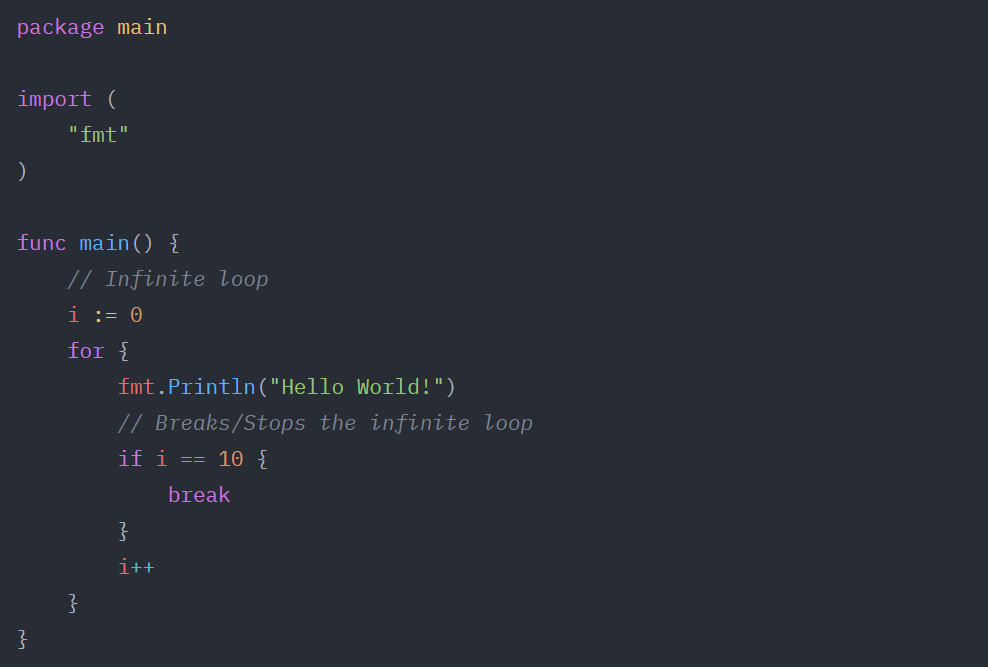 package main
import (
    "fmt"
)
func main() {
    // Infinite loop
    i := 0
    for {
        fmt.Println("Hello World!")
        // Breaks/Stops the infinite loop
        if i == 10 {
            break
        }
        i++
    }
}